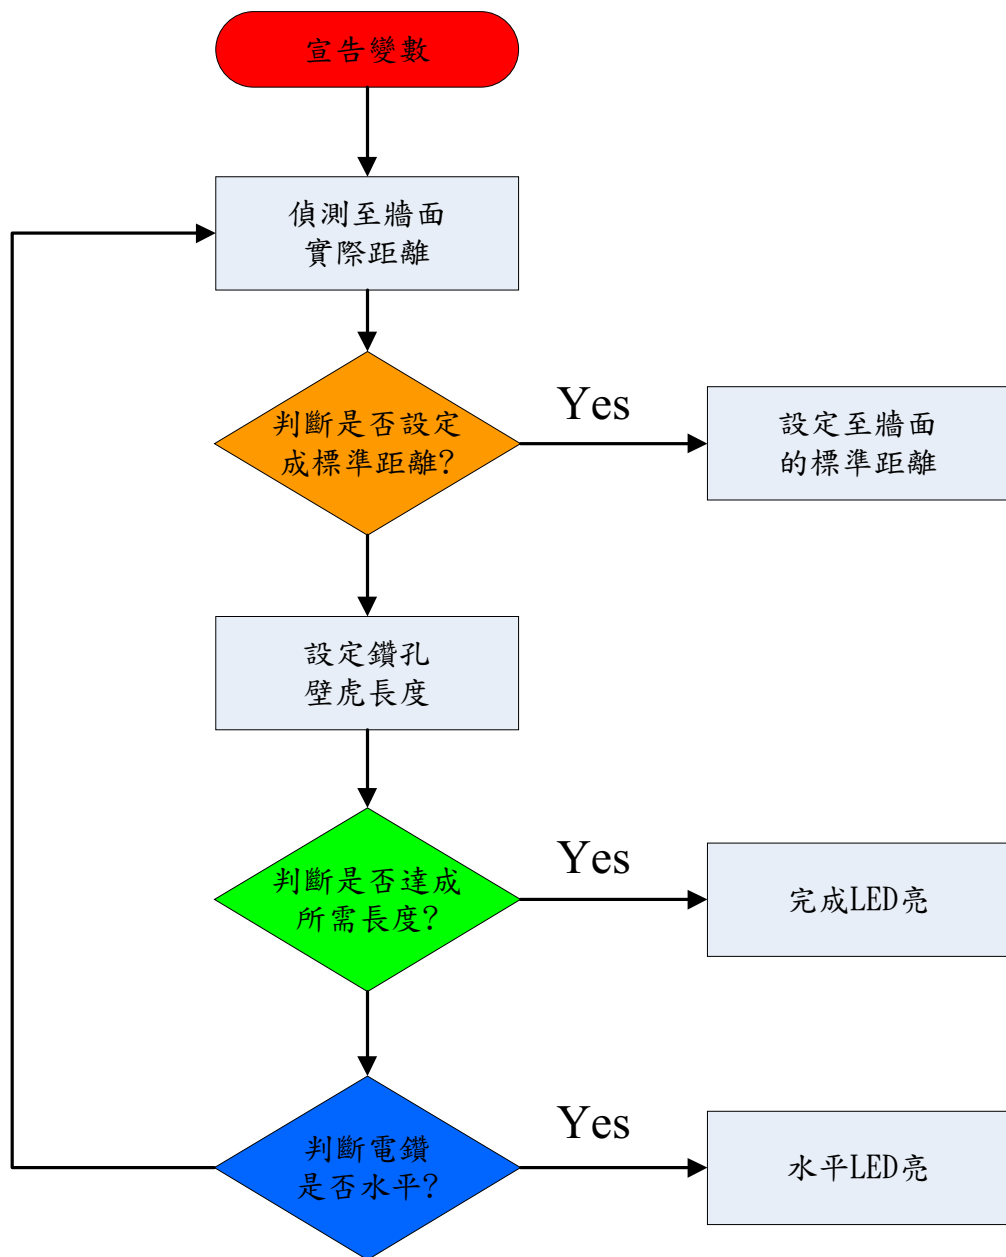 宣告變數
偵測至牆面
實際距離
判斷是否設定
成標準距離?
Yes
設定至牆面
的標準距離
設定鑽孔
壁虎長度
判斷是否達成
所需長度?
Yes
完成LED亮
判斷電鑽
是否水平?
Yes
水平LED亮